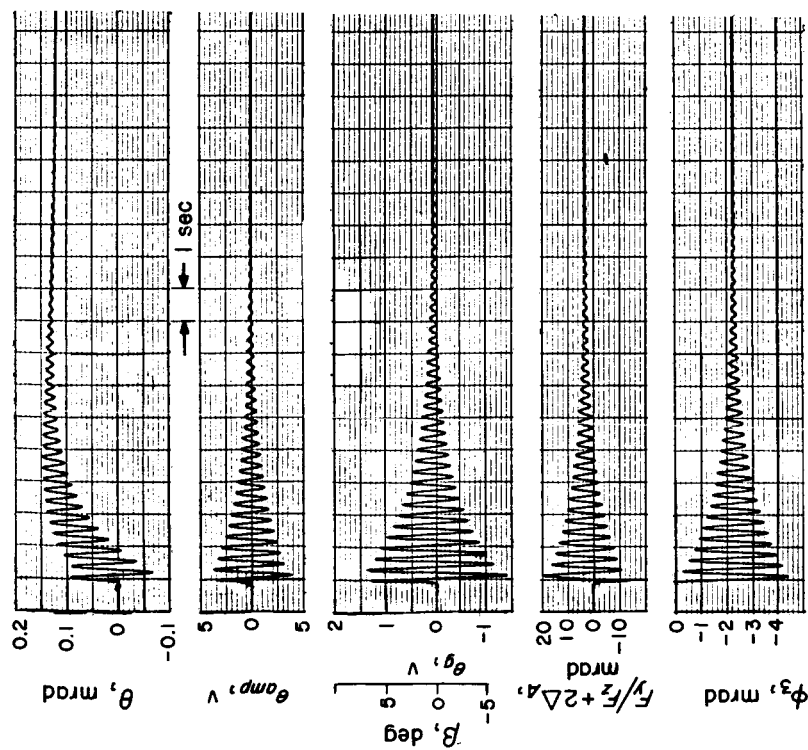 0.2
0.1
0
-0.1
θ, mrad
1 sec
5
0
5
θamp, V
2
1
0
-1
θg, V
5
0
-5
β, deg
20
10
0
-10
Fy/Fz + 2ΔA,
mrad
0
-1
-2
-3
-4
ϕ3, mrad